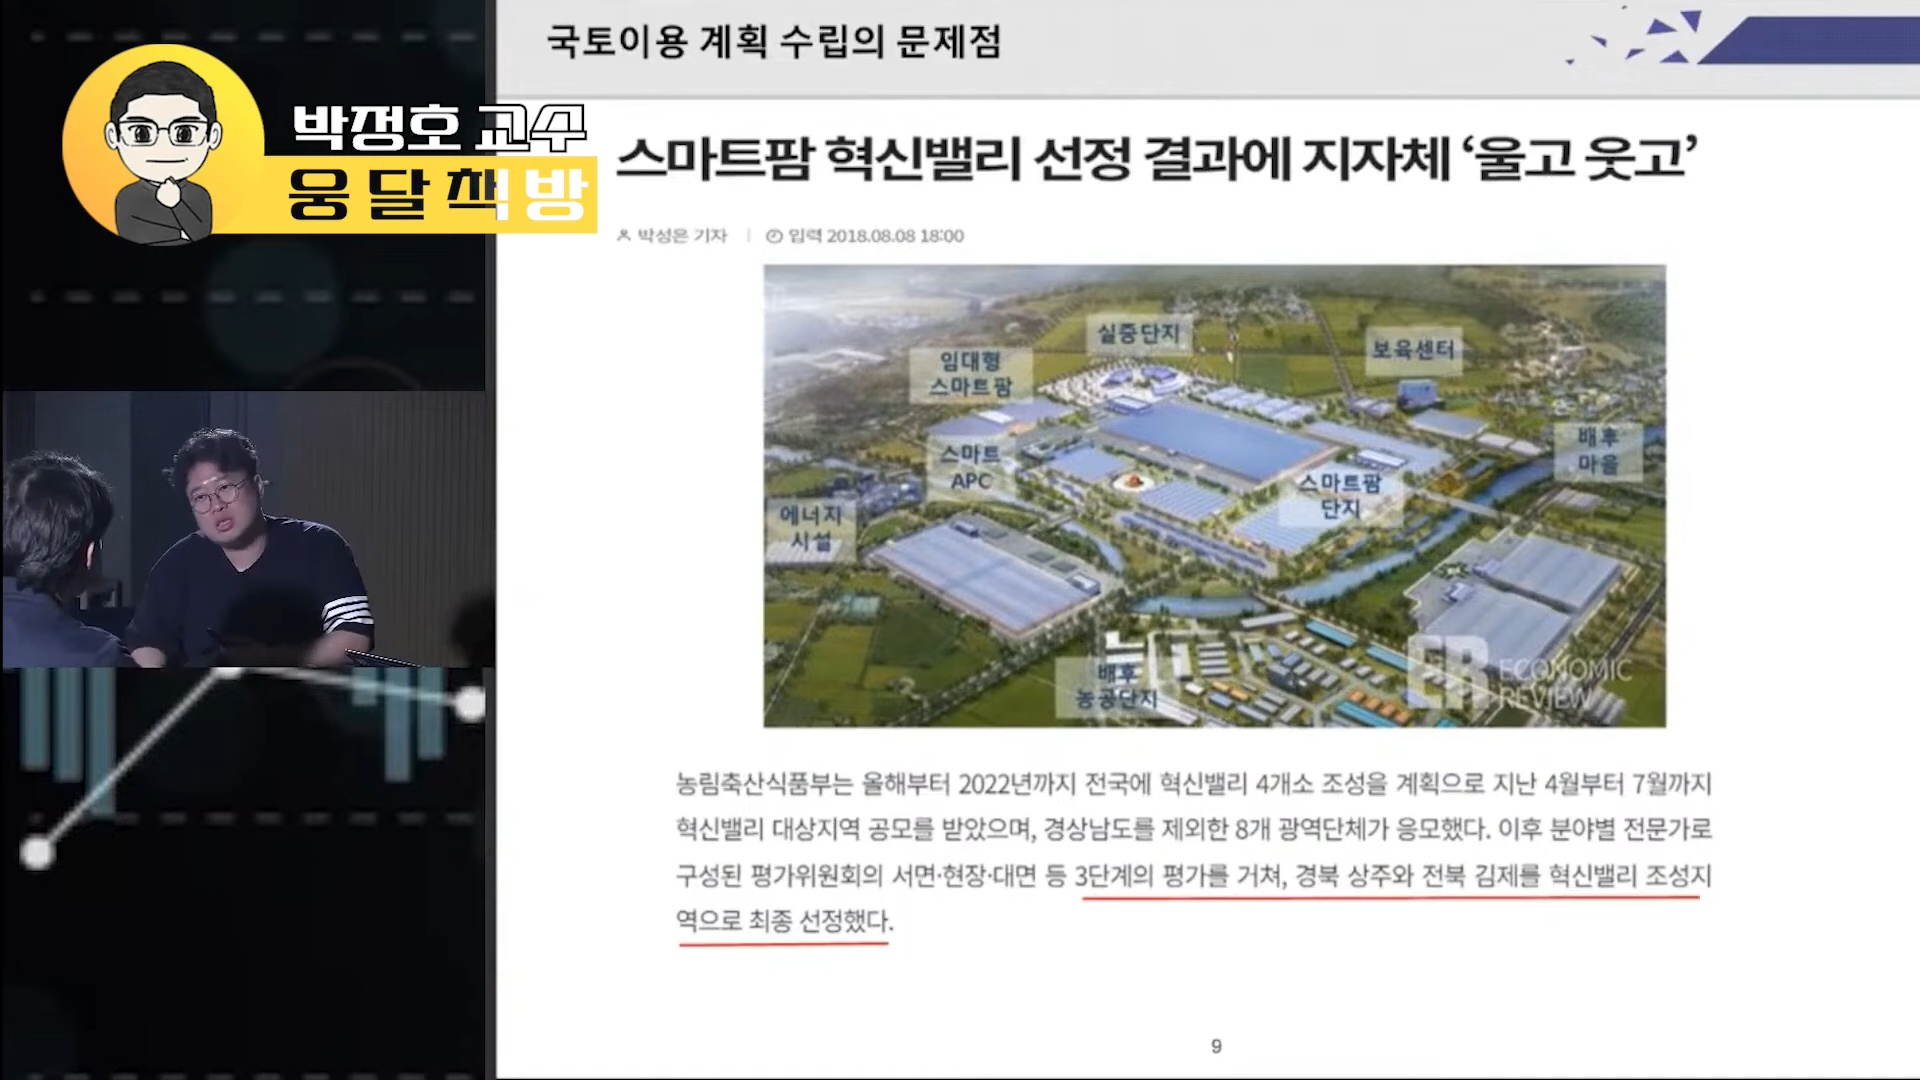 국토이용 계획 수립의 문제점
박정호 교수
웅달책방
스마트팜 혁신밸리 선정 결과에 지자체 ‘울고 웃고’
박성은 기자 | 입력 2018.08.08 18:00
실증단지
임대형
스마트팜
보육센터
배후
마을
스마트
APC
스마트팜
단지
에너지
시설
배후
농공단지
ER ECONOMIC
REVIEW
농림축산식품부는 올해부터 2022년까지 전국에 혁신밸리 4개소 조성을 계획으로 지난 4월부터 7월까지
혁신밸리 대상지역 공모를 받았으며, 경상남도를 제외한 8개 광역단체가 응모했다. 이후 분야별 전문가로
구성된 평가위원회의 서면·현장·대면 등 3단계의 평가를 거쳐, 경북 상주와 전북 김제를 혁신밸리 조성지
역으로 최종 선정했다.
9